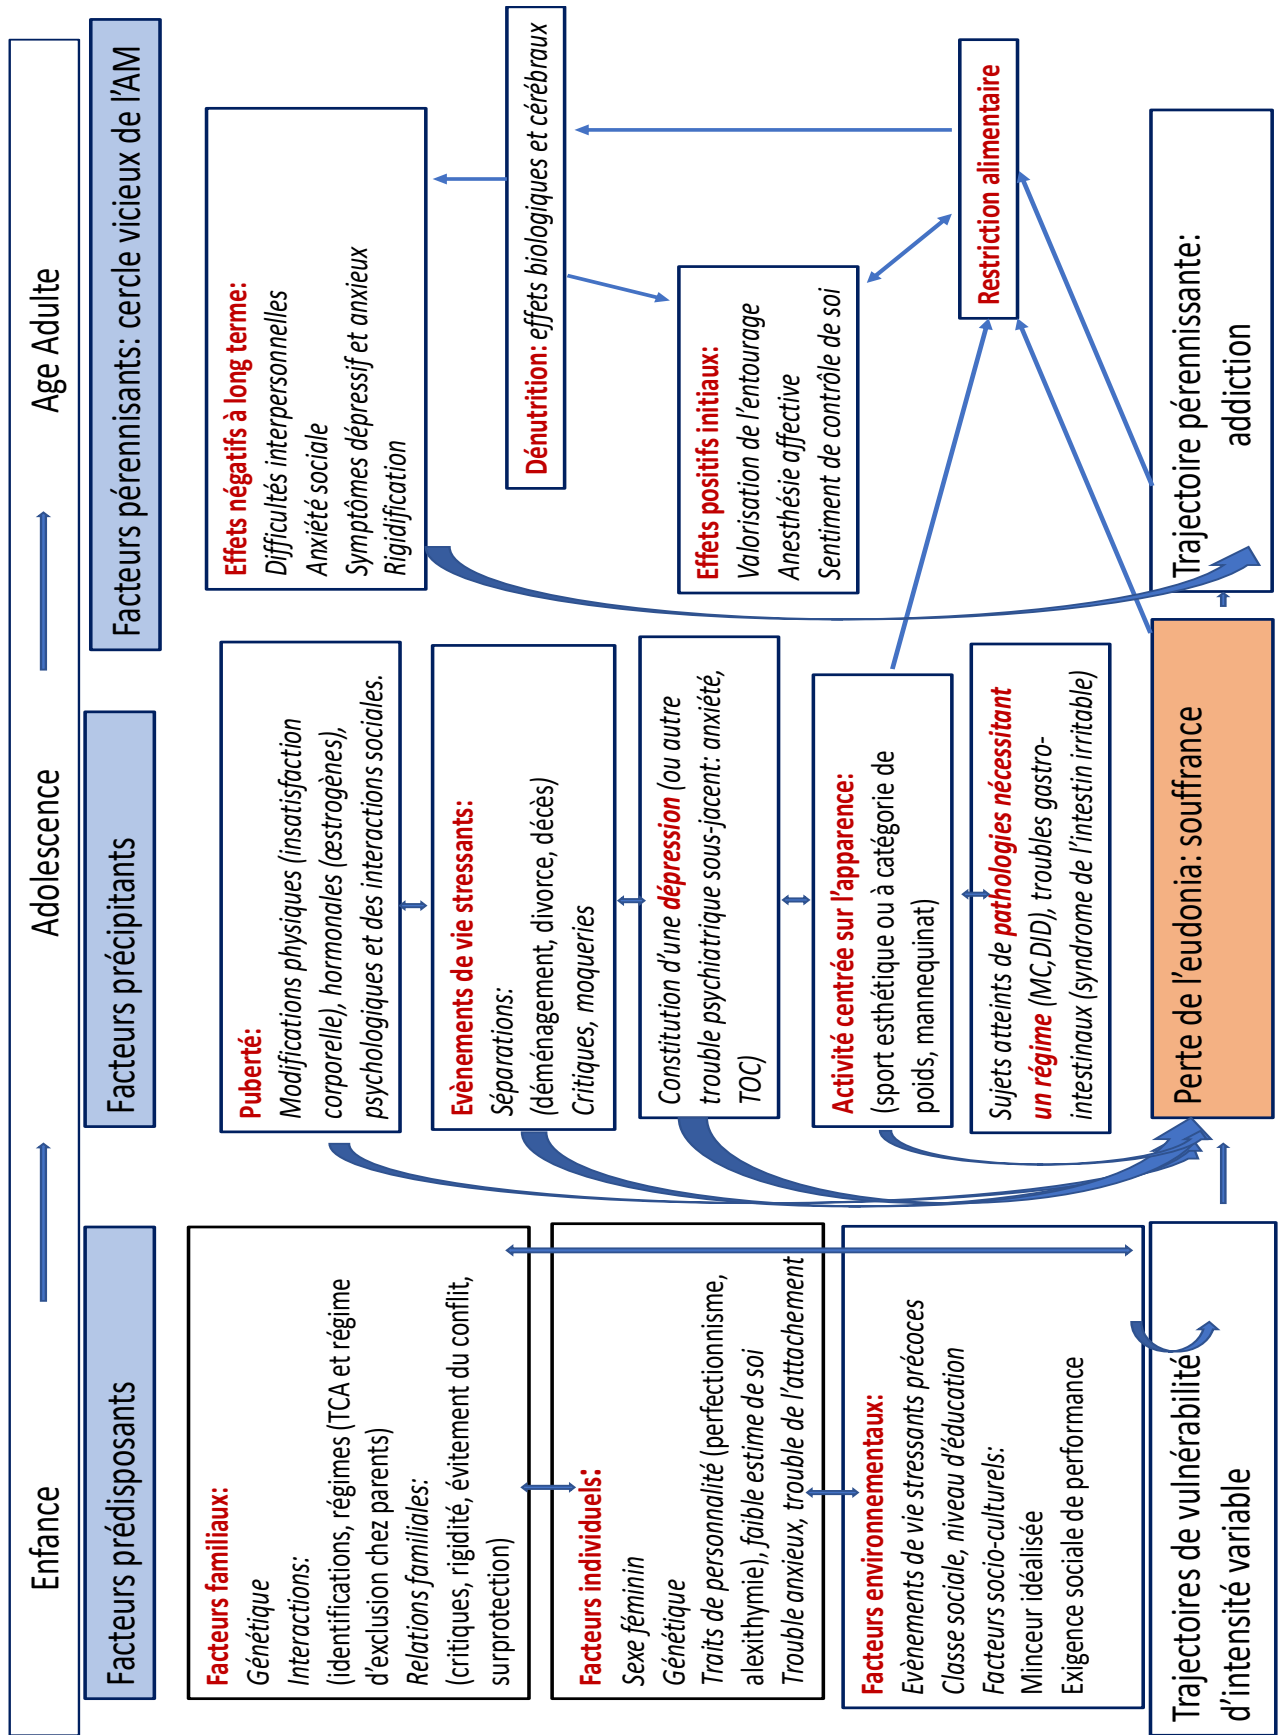 Enfance
Adolescence
Age Adulte
Facteurs prédisposants
Facteurs précipitants
Facteurs pérennisants: cercle vicieux de l'AM
Facteurs familiaux:
Génétique
Interactions:
(identifications, régimes (TCA et régime
d'exclusion chez parents)
Relations familiales:
(critiques, rigidité, évitement du conflit,
surprotection)
Facteurs individuels:
Sexe féminin
Génétique
Traits de personnalité (perfectionnisme,
alexithymie), faible estime de soi
Trouble anxieux, trouble de l'attachement
Facteurs environnementaux:
Evènements de vie stressants précoces
Classe sociale, niveau d'éducation
Facteurs socio-culturels:
Minceur idéalisée
Exigence sociale de performance
Trajectoires de vulnérabilité
d'intensité variable
Puberté:
Modifications physiques (insatisfaction
corporelle), hormonales (œstrogènes),
psychologiques et des interactions sociales.
Evènements de vie stressants:
Séparations:
(déménagement, divorce, décès)
Critiques, moqueries
Constitution d'une dépression (ou autre
trouble psychiatrique sous-jacent: anxiété,
TOC)
Activité centrée sur l'apparence:
(sport esthétique ou à catégorie de
poids, mannequinat)
Sujets atteints de pathologies nécessitant
un régime (MC,DID), troubles gastro-
intestinaux (syndrome de l'intestin irritable)
Perte de l'eudonia: souffrance
Effets négatifs à long terme:
Difficultés interpersonnelles
Anxiété sociale
Symptômes dépressif et anxieux
Rigidification
Dénutrition: effets biologiques et cérébraux
Effets positifs initiaux:
Valorisation de l'entourage
Anesthésie affective
Sentiment de contrôle de soi
Restriction alimentaire
Trajectoire pérennissante:
addiction